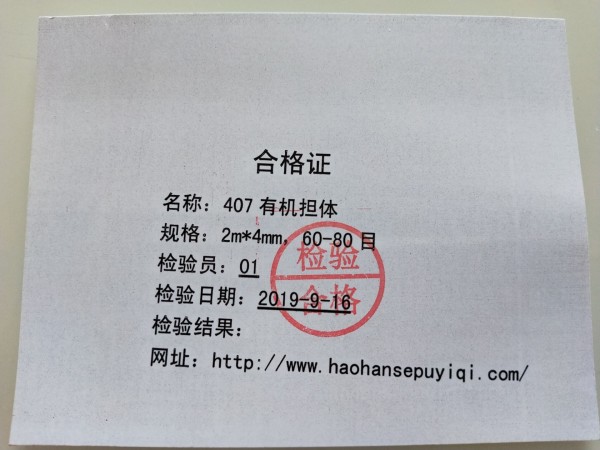 合格证
名称：407 有机担体
规格：2m*4mm，60-80 目
检验员：01
检验日期：2019-9-16
检验结果：
网址：http://www.haohansepuyiqi.com/
检验
合格